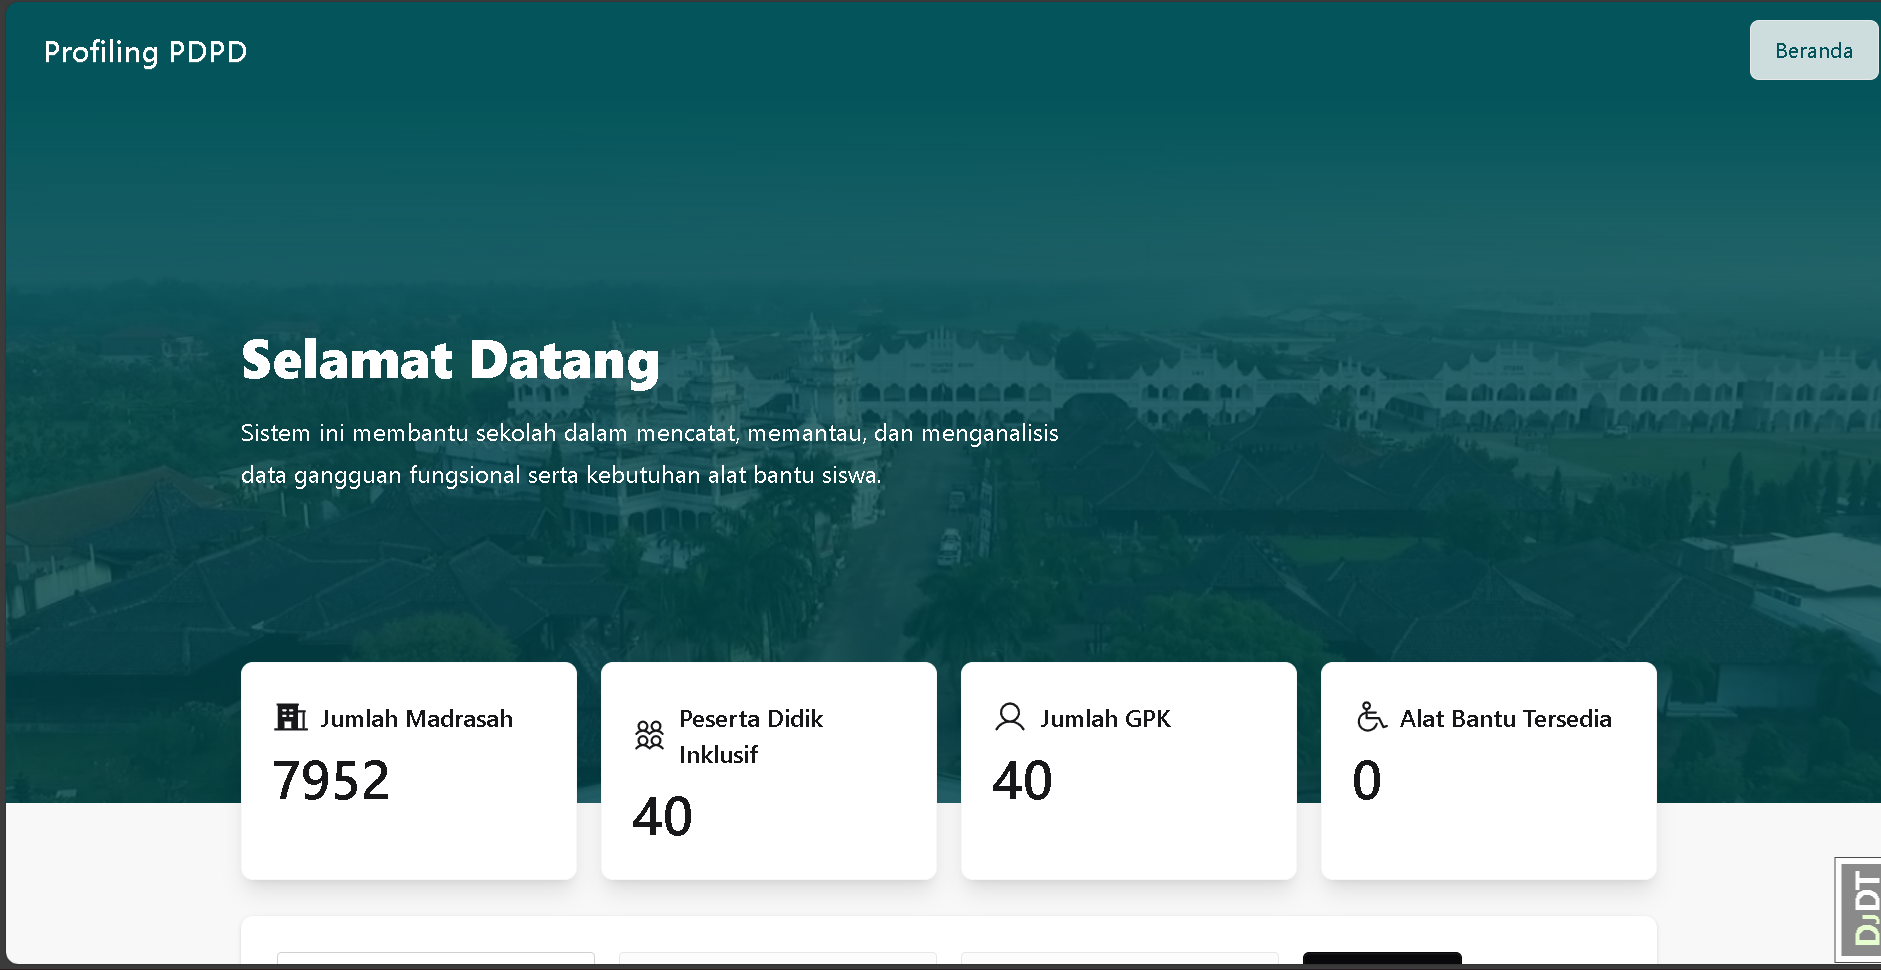 Profiling PDPD
Beranda
Selamat Datang
Sistem ini membantu sekolah dalam mencatat, memantau, dan menganalisis
data gangguan fungsional serta kebutuhan alat bantu siswa.
Jumlah Madrasah
7952
Peserta Didik
Inklusif
40
Jumlah GPK
40
Alat Bantu Tersedia
0
DJDT